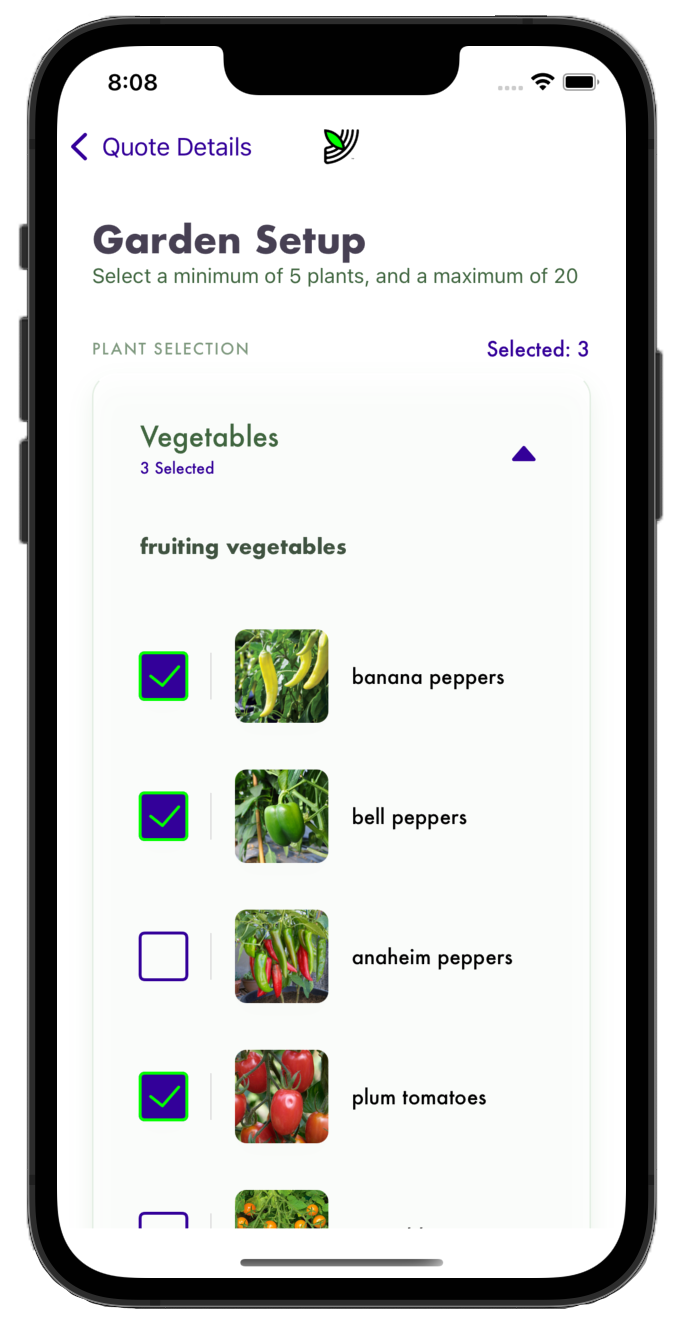 8:08
Quote Details
Garden Setup
Select a minimum of 5 plants, and a maximum of 20
PLANT SELECTION
Selected: 3
Vegetables
3 Selected
fruiting vegetables
banana peppers
bell peppers
anaheim peppers
plum tomatoes